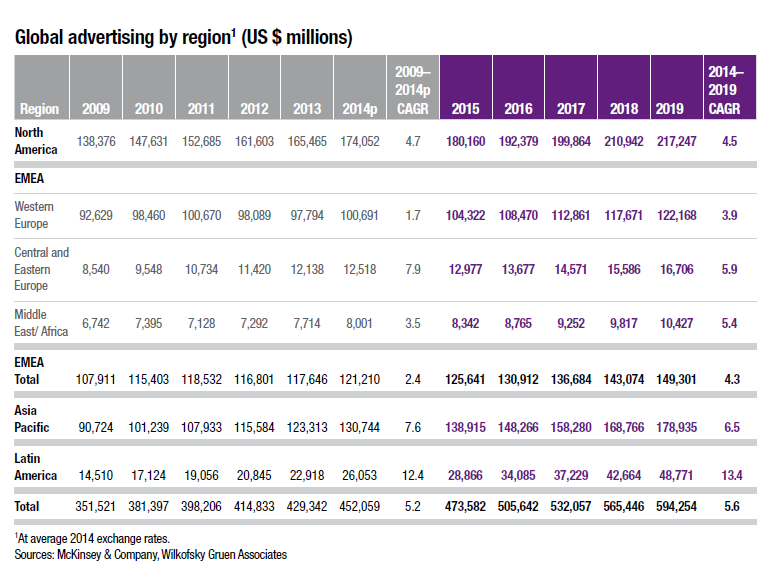 Global advertising by region1 (US $ millions)
2009– 2014–
2014p 2019
Region 2009 2010 2011 2012 2013 2014p CAGR 2015 2016 2017 2018 2019 CAGR
North
America 138,376 147,631 152,685 161,603 165,465 174,052 4.7 180,160 192,379 199,864 210,942 217,247 4.5
EMEA
Western
Europe 92,629 98,460 100,670 98,089 97,794 100,691 1.7 104,322 108,470 112,861 117,671 122,168 3.9
Central and
Eastern
Europe 8,540 9,548 10,734 11,420 12,138 12,518 7.9 12,977 13,677 14,571 15,586 16,706 5.9
Middle
East/ Africa 6,742 7,395 7,128 7,292 7,714 8,001 3.5 8,342 8,765 9,252 9,817 10,427 5.4
EMEA
Total 107,911 115,403 118,532 116,801 117,646 121,210 2.4 125,641 130,912 136,684 143,074 149,301 4.3
Asia
Pacific 90,724 101,239 107,933 115,584 123,313 130,744 7.6 138,915 148,266 158,280 168,766 178,935 6.5
Latin
America 14,510 17,124 19,056 20,845 22,918 26,053 12.4 28,866 34,085 37,229 42,664 48,771 13.4
Total 351,521 381,397 398,206 414,833 429,342 452,059 5.2 473,582 505,642 532,057 565,446 594,254 5.6
1At average 2014 exchange rates.
Sources: McKinsey & Company, Wilkofsky Gruen Associates